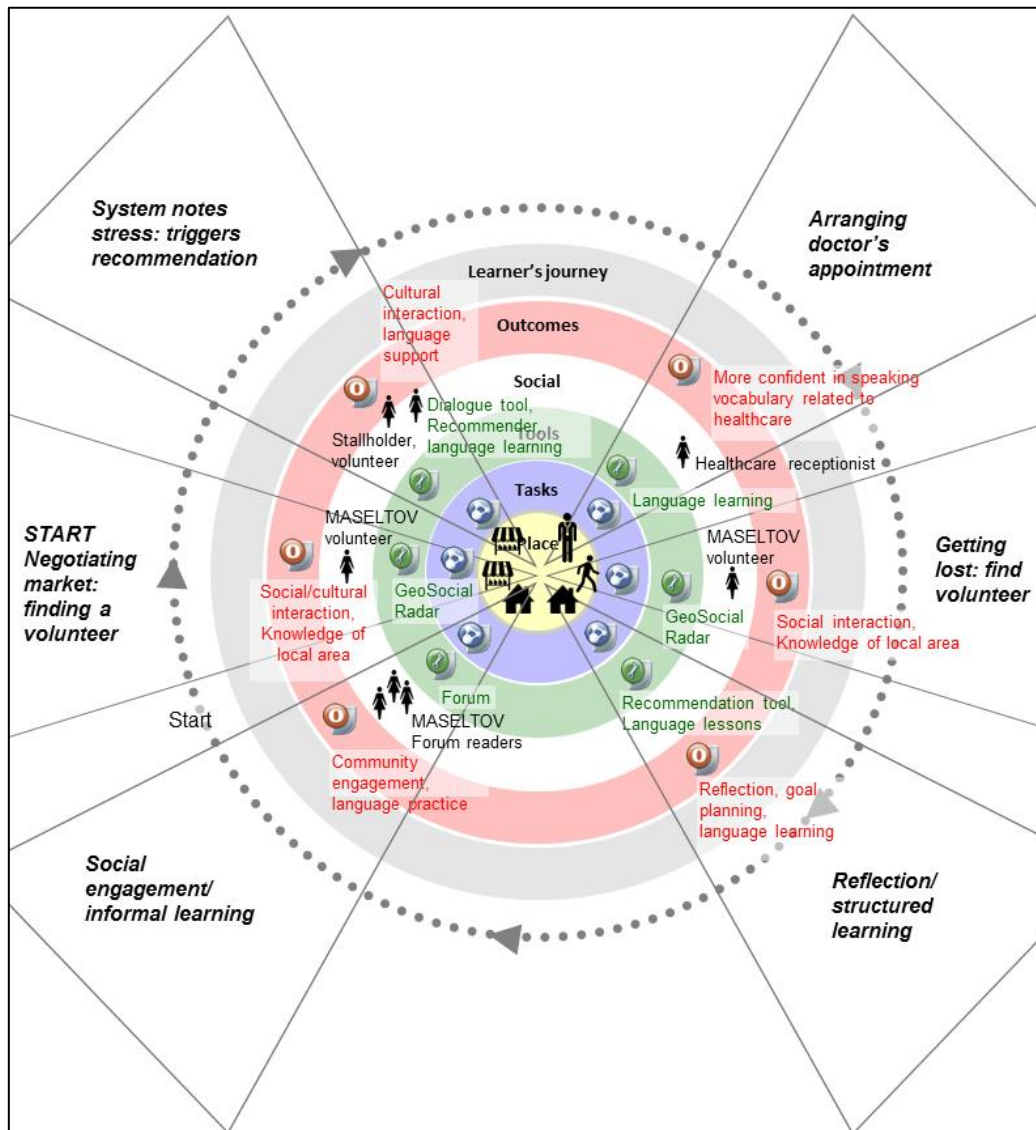 System notes
stress: triggers
recommendation
Arranging
doctor's
appointment
Learner's journey
Cultural
interaction,
language
support
Outcomes
More confident in speaking
vocabulary related to
healthcare
Social
Dialogue tool,
Recommender,
language learning
Stallholder,
volunteer
Tools
Healthcare receptionist
Tasks
Language learning
MASELTOV
volunteer
Place
MASELTOV
volunteer
START
Negotiating
market:
finding a
volunteer
Getting
lost: find
volunteer
GeoSocial
Radar
GeoSocial
Radar
Social/cultural
interaction,
Knowledge of
local area
Social interaction,
Knowledge of local area
Start
Forum
MASELTOV
Forum readers
Recommendation tool,
Language lessons
Community
engagement,
language practice
Reflection, goal
planning,
language learning
Social
engagement/
informal learning
Reflection/
structured
learning